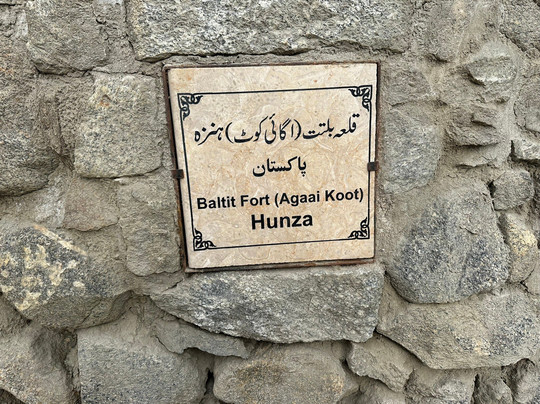 قلعہ بلتت (اگائی کوٹ) ہنزہ
پاکستان
Baltit Fort (Agaai Koot)
Hunza